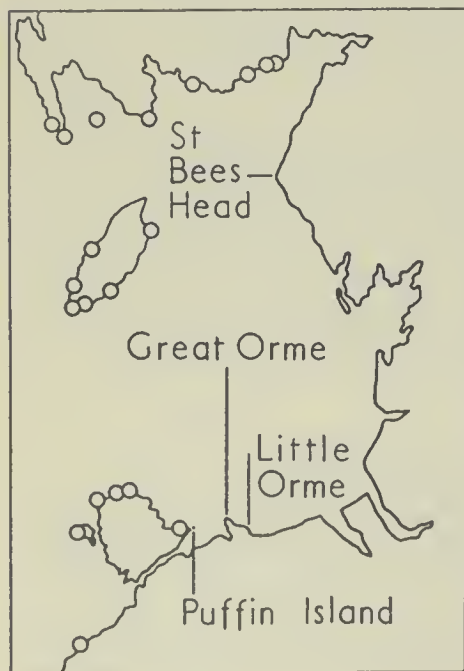 St
Bees
Head
Great Orme
Little
Orme
Puffin Island